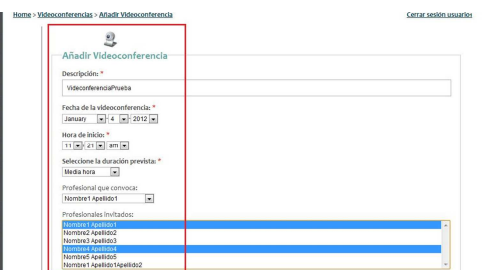 Home > Videoconferencias > Añadir Videoconferencia
Cerrar sesión usuario
Añadir Videoconferencia
Descripción: *
VideoconferenciaPrueba
Fecha de la videoconferencia: *
January 4 2012
Hora de inicio: *
11 : 21 am
Seleccione la duración prevista: *
Media hora
Profesional que convoca:
Nombre1 Apellido1
Profesionales invitados:
Nombre1 Apellido1
Nombre2 Apellido2
Nombre3 Apellido3
Nombre4 Apellido4
Nombre5 Apellido5
Nombre1 Apellido1Apellido2